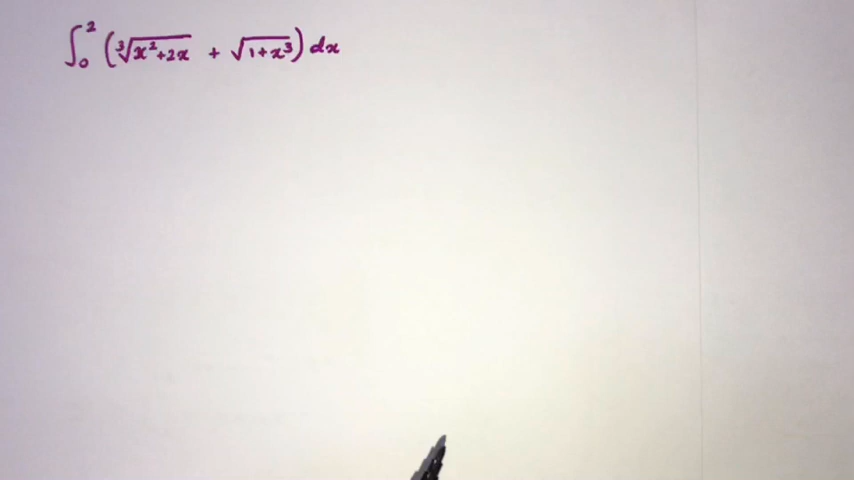 ∫₀² (∛(x²+2x) + √(1+x³)) dx